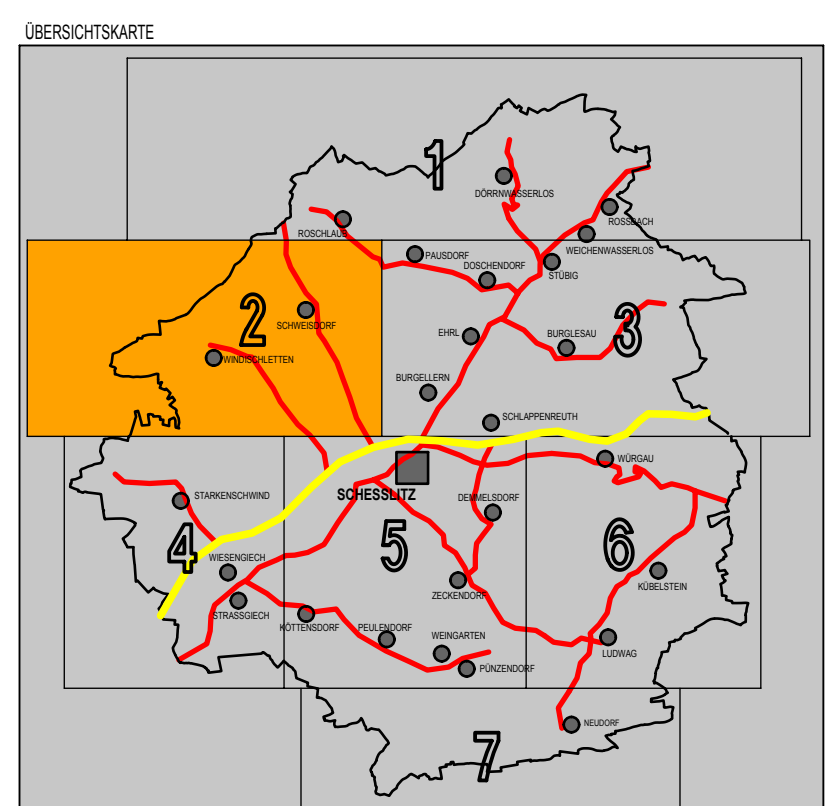 ÜBERSICHTSKARTE
1
DÖRRNWASSERLOS
ROSSBACH
ROSCHLAUB
WEICHENWASSERLOS
PAUSDORF
DOSCHENDORF
STÜBIG
2
SCHWEISDORF
3
EHRL
BURGLESAU
WINDISCHLETTEN
BURGELLERN
SCHLAPPENREUTH
WÜRGAU
STARKENSCHWIND
SCHESSLITZ
DEMMELSDORF
4
5
6
WIESENGIECH
KÜBELSTEIN
ZECKENDORF
STRASSGIECH
KÖTTENSDORF
PEULENDORF
WEINGARTEN
LUDWAG
PÜNZENDORF
NEUDORF
7